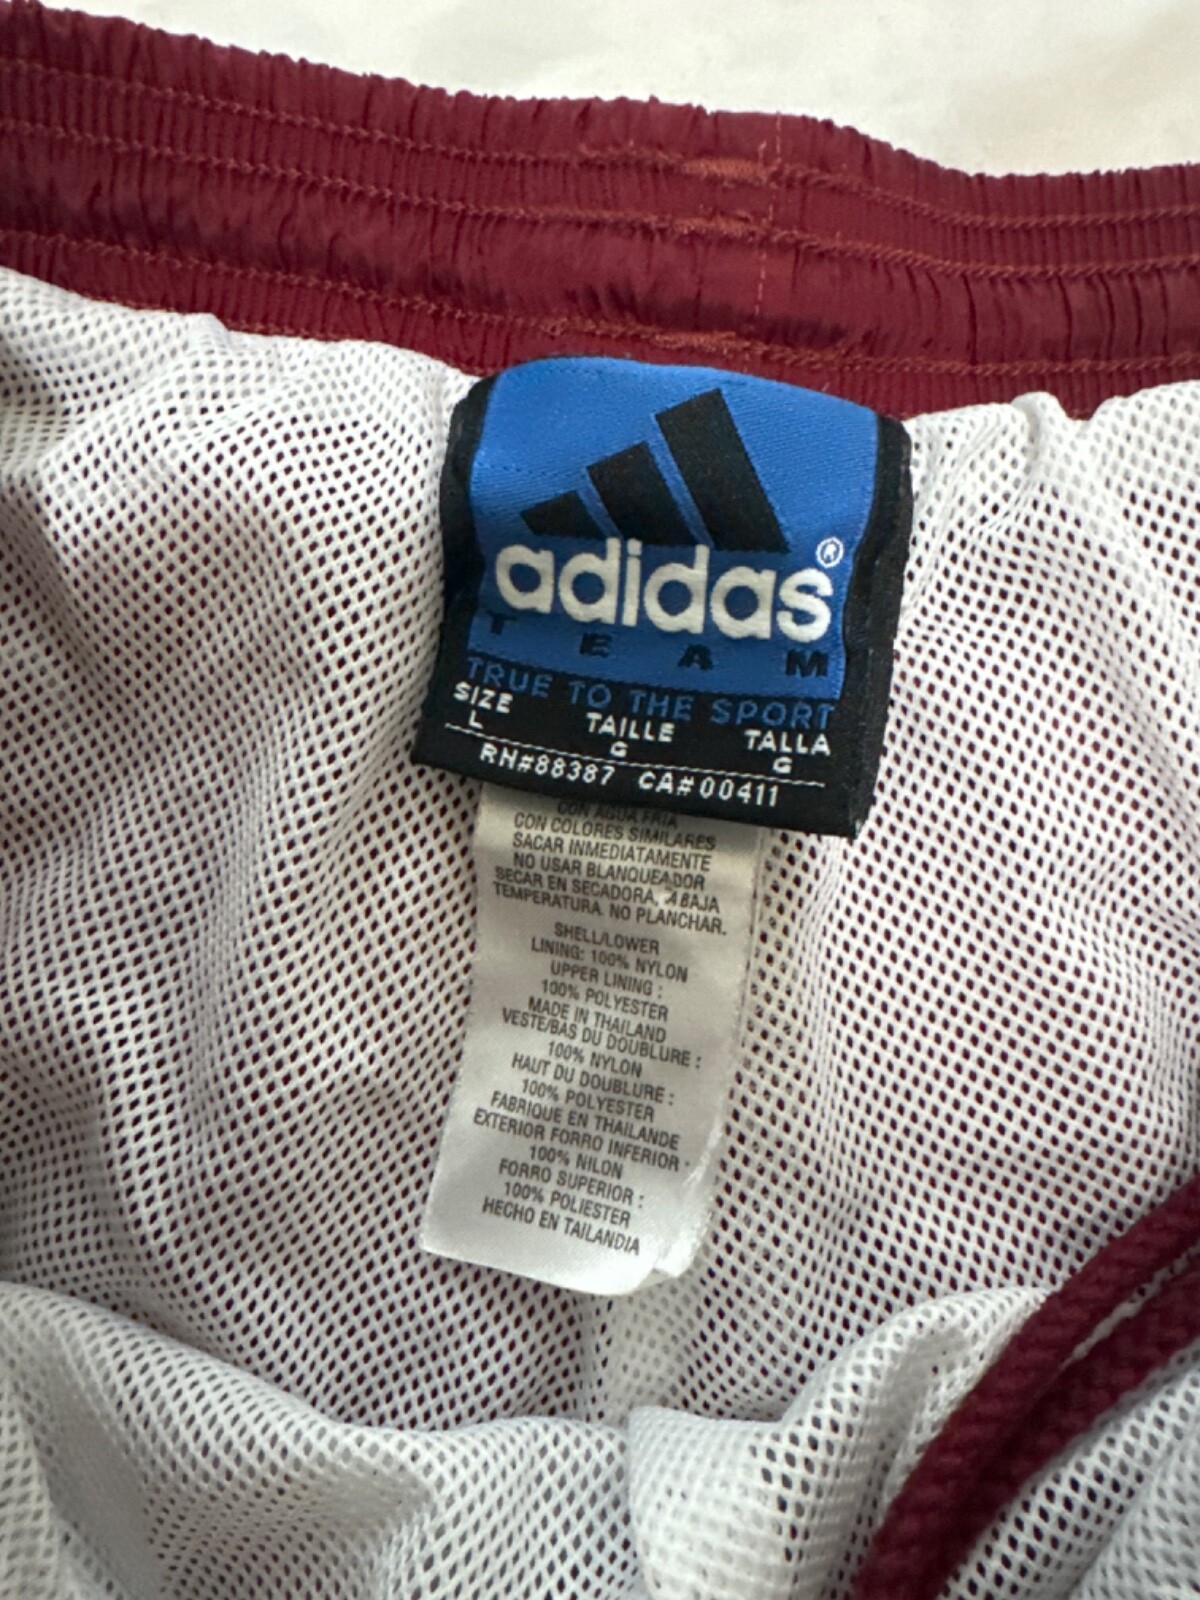 adidas®
TEAM
TRUE TO THE SPORT
SIZE TAILLE TALLA
L G G
RN#88387 CA#00411
CON AGUA FRIA
CON COLORES SIMILARES
SACAR INMEDIATAMENTE
NO USAR BLANQUEADOR
SECAR EN SECADORA, A BAJA
TEMPERATURA. NO PLANCHAR.
SHELL/LOWER
LINING: 100% NYLON
UPPER LINING :
100% POLYESTER
MADE IN THAILAND
VESTE/BAS DU DOUBLURE :
100% NYLON
HAUT DU DOUBLURE :
100% POLYESTER
FABRIQUE EN THAILANDE
EXTERIOR FORRO INFERIOR :
100% NILON
FORRO SUPERIOR :
100% POLIESTER
HECHO EN TAILANDIA